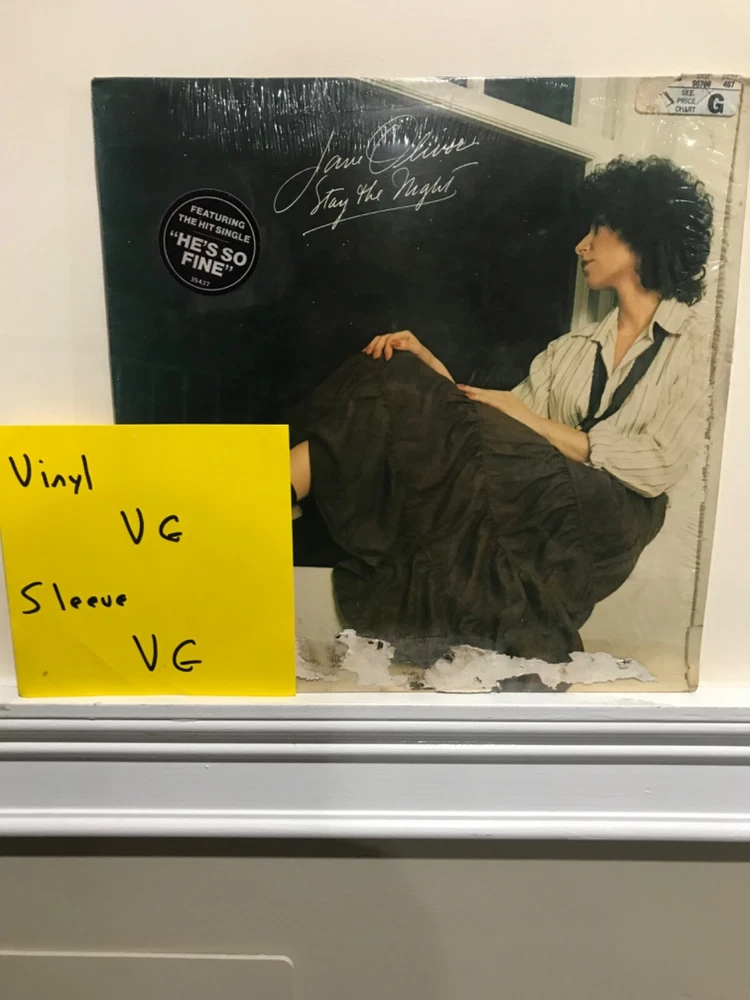 Jane Olivor
Stay the Night
FEATURING
THE HIT SINGLE
"HE'S SO
FINE"
35437
467
SEE
PRICE
CHART
G
Vinyl
VG
Sleeve
VG